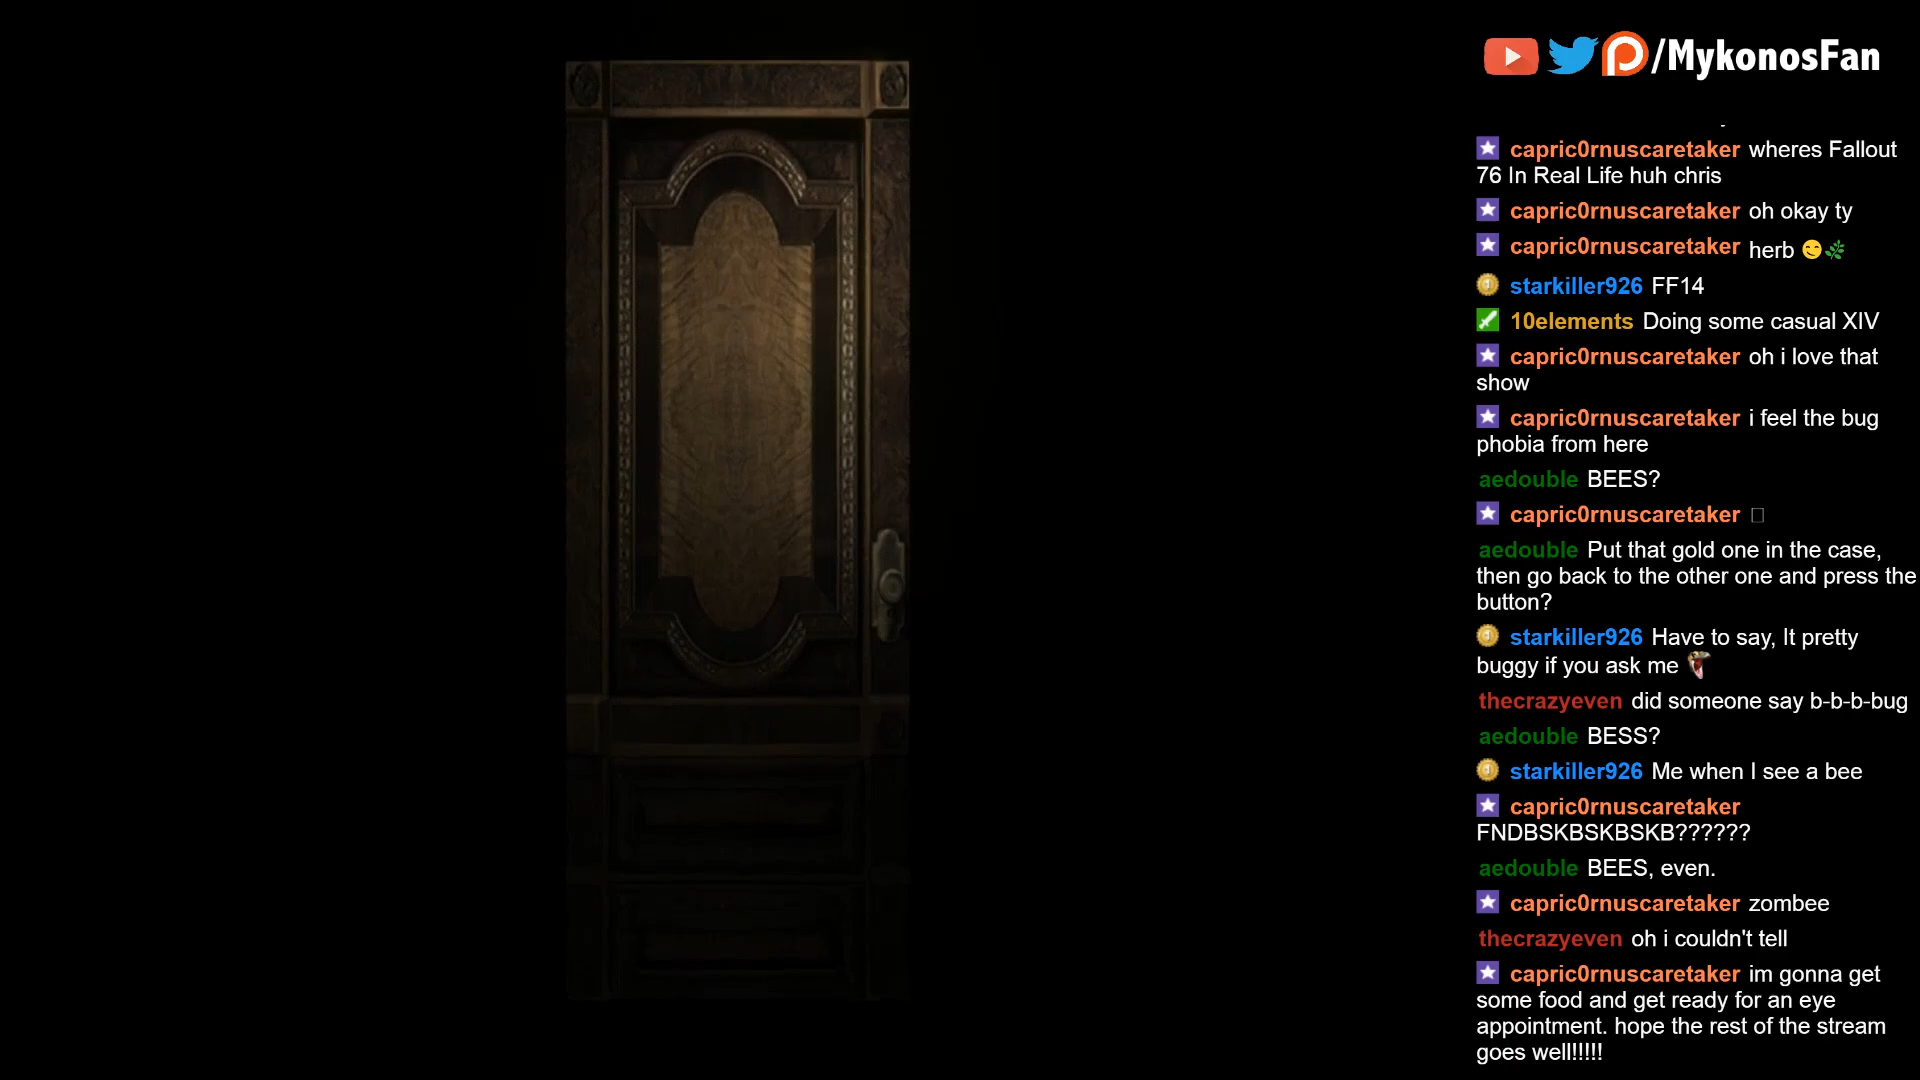 /MykonosFan
capric0rnuscaretaker wheres Fallout
76 In Real Life huh chris
capric0rnuscaretaker oh okay ty
capric0rnuscaretaker herb 😌🌿
starkiller926 FF14
10elements Doing some casual XIV
capric0rnuscaretaker oh i love that
show
capric0rnuscaretaker i feel the bug
phobia from here
aedouble BEES?
capric0rnuscaretaker
aedouble Put that gold one in the case,
then go back to the other one and press the
button?
starkiller926 Have to say, It pretty
buggy if you ask me
thecrazyeven did someone say b-b-b-bug
aedouble BESS?
starkiller926 Me when I see a bee
capric0rnuscaretaker
FNDBSKBSKBSKB??????
aedouble BEES, even.
capric0rnuscaretaker zombee
thecrazyeven oh i couldn't tell
capric0rnuscaretaker im gonna get
some food and get ready for an eye
appointment. hope the rest of the stream
goes well!!!!!